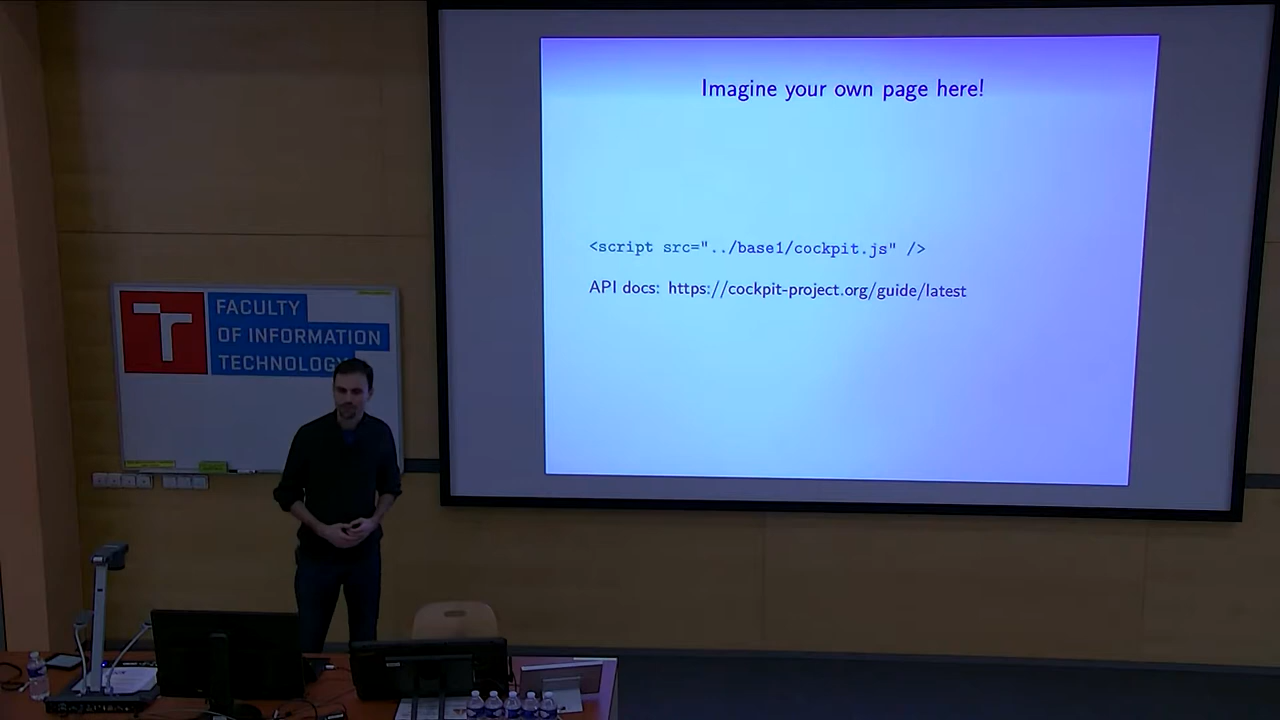 Imagine your own page here!
<script src="../base1/cockpit.js" />
API docs: https://cockpit-project.org/guide/latest
FACULTY
OF INFORMATION
TECHNOLOGY